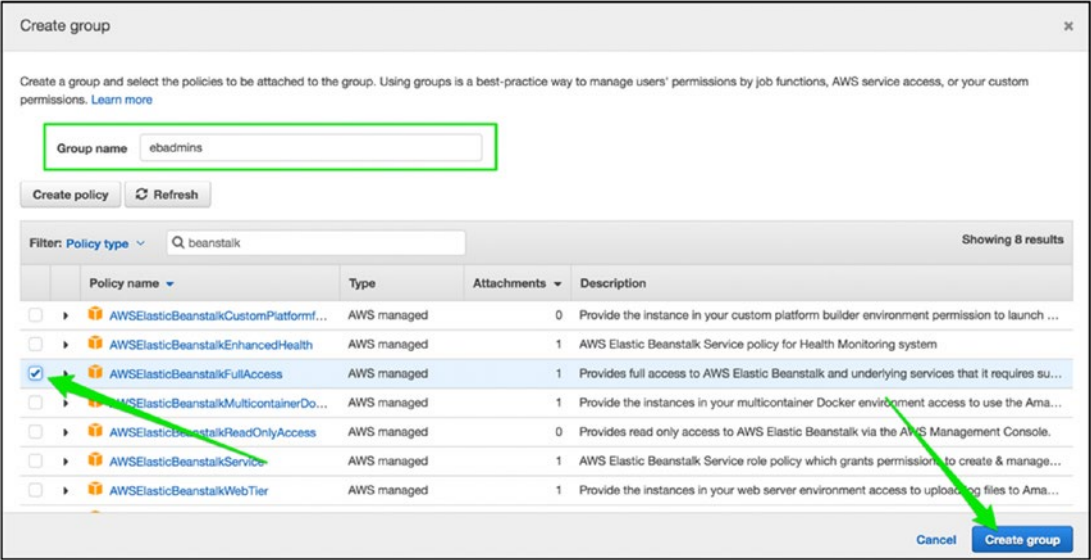 Create group
×
Create a group and select the policies to be attached to the group. Using groups is a best-practice way to manage users' permissions by job functions, AWS service access, or your custom
permissions. Learn more
Group name ebadmins
Create policy Refresh
Filter: Policy type beanstalk Showing 8 results
Policy name Type Attachments Description
AWSElasticBeanstalkCustomPlatformf... AWS managed 0 Provide the instance in your custom platform builder environment permission to launch ...
AWSElasticBeanstalkEnhancedHealth AWS managed 1 AWS Elastic Beanstalk Service policy for Health Monitoring system
AWSElasticBeanstalkFullAccess AWS managed 1 Provides full access to AWS Elastic Beanstalk and underlying services that it requires su...
AWSElasticBeanstalkMulticontainerDo... AWS managed 1 Provide the instances in your multicontainer Docker environment access to use the Ama...
AWSElasticBeanstalkReadOnlyAccess AWS managed 0 Provides read only access to AWS Elastic Beanstalk via the AWS Management Console.
AWSElasticBeanstalkService AWS managed 1 AWS Elastic Beanstalk Service role policy which grants permissions to create & manage...
AWSElasticBeanstalkWebTier AWS managed 1 Provide the instances in your web server environment access to upload log files to Ama...
Cancel Create group